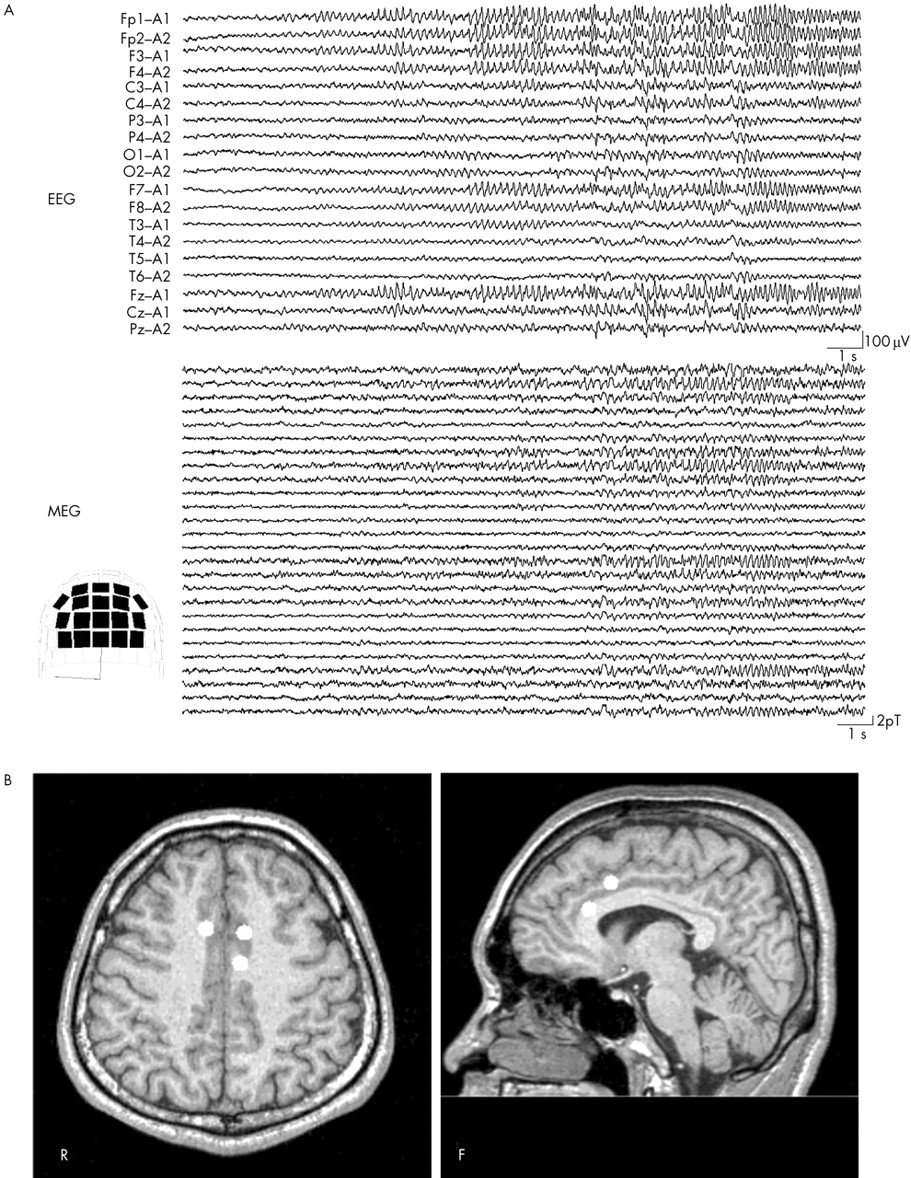 A
Fp1–A1
Fp2–A2
F3–A1
F4–A2
C3–A1
C4–A2
P3–A1
P4–A2
O1–A1
O2–A2
EEG
F7–A1
F8–A2
T3–A1
T4–A2
T5–A1
T6–A2
Fz–A1
Cz–A1
Pz–A2
100 μV
1 s
MEG
2pT
1 s
B
R
F